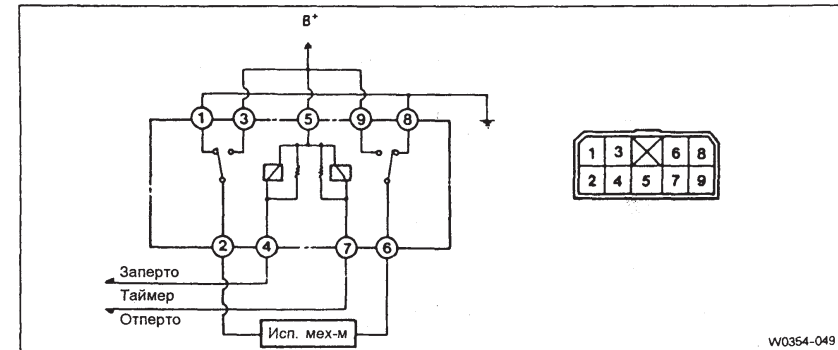 B+
1 3 5 9 8
2 4 7 6
Заперто
Таймер
Отперто
Исп. мех-м
1 3 6 8
2 4 5 7 9
W0354-049